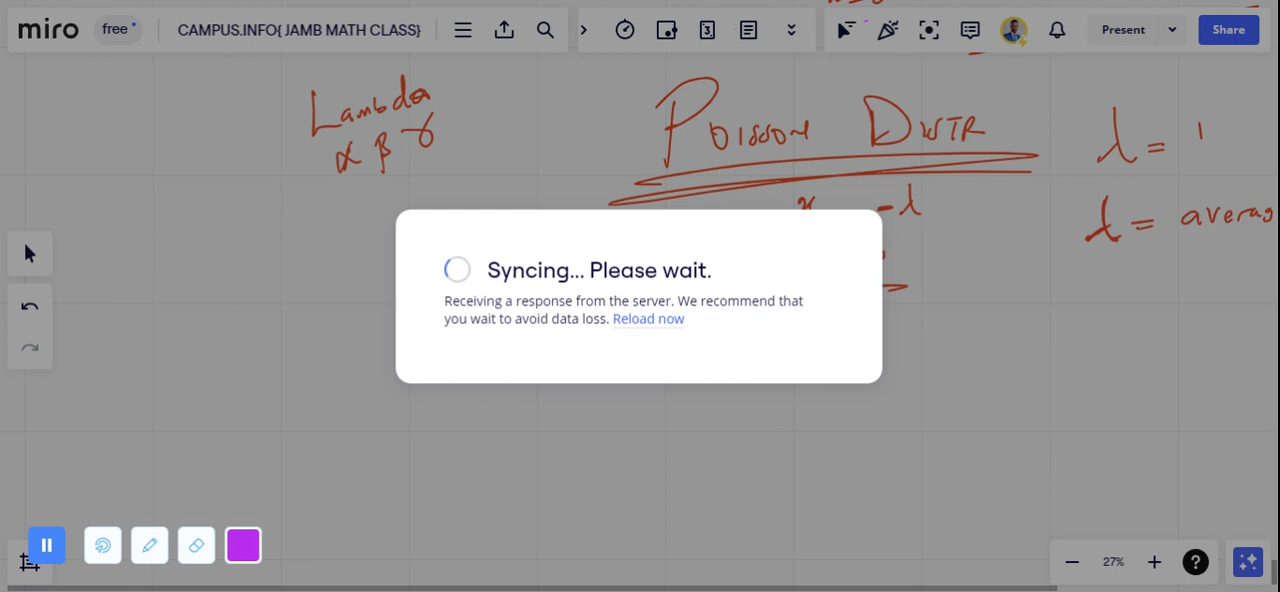 miro free CAMPUS.INFO{ JAMB MATH CLASS} 3 Present Share
Lambda
α β γ
Poisson Distr
λ = 1
x -λ
λ = averag
Syncing... Please wait.
Receiving a response from the server. We recommend that
you wait to avoid data loss. Reload now
27% ?